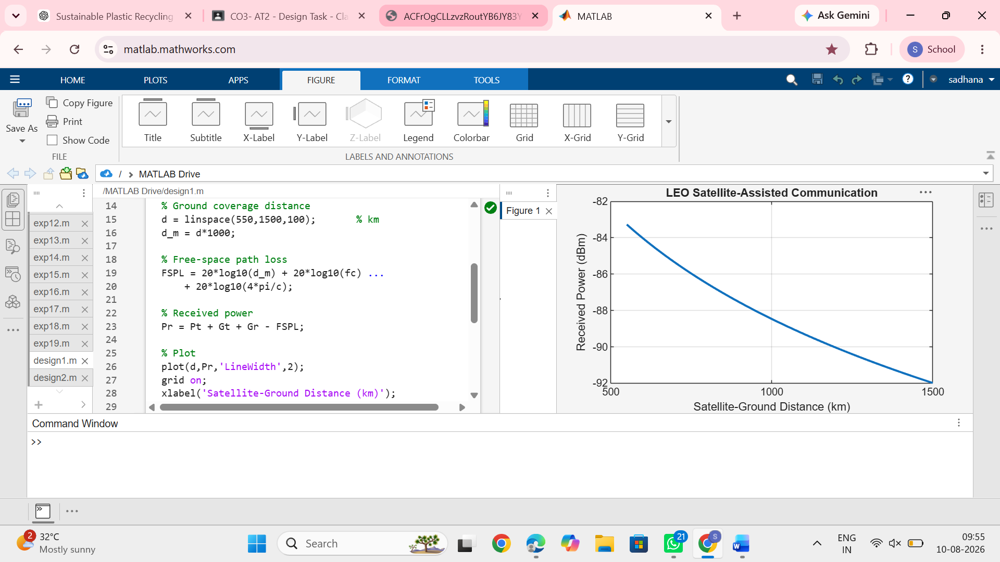 Sustainable Plastic Recycling
CO3- AT2 - Design Task - Cla
ACFrOgCLLzvzRoutYB6JY83Y
MATLAB
Ask Gemini
matlab.mathworks.com
S School
HOME
PLOTS
APPS
FIGURE
FORMAT
TOOLS
? sadhana
Save As
Copy Figure
Print
Show Code
FILE
Title
Subtitle
X-Label
Y-Label
Z-Label
Legend
Colorbar
Grid
X-Grid
Y-Grid
LABELS AND ANNOTATIONS
/ › MATLAB Drive
/MATLAB Drive/design1.m
exp12.m
exp13.m
exp14.m
exp15.m
exp16.m
exp17.m
exp18.m
exp19.m
design1.m
design2.m
14 % Ground coverage distance
15 d = linspace(550,1500,100); % km
16 d_m = d*1000;
17
18 % Free-space path loss
19 FSPL = 20*log10(d_m) + 20*log10(fc) ...
20 + 20*log10(4*pi/c);
21
22 % Received power
23 Pr = Pt + Gt + Gr - FSPL;
24
25 % Plot
26 plot(d,Pr,'LineWidth',2);
27 grid on;
28 xlabel('Satellite-Ground Distance (km)');
29
Figure 1
LEO Satellite-Assisted Communication
Received Power (dBm)
-82
-84
-86
-88
-90
-92
500 1000 1500
Satellite-Ground Distance (km)
Command Window
>>
2
32°C
Mostly sunny
Search
21
S
ENG
IN
09:55
10-08-2026